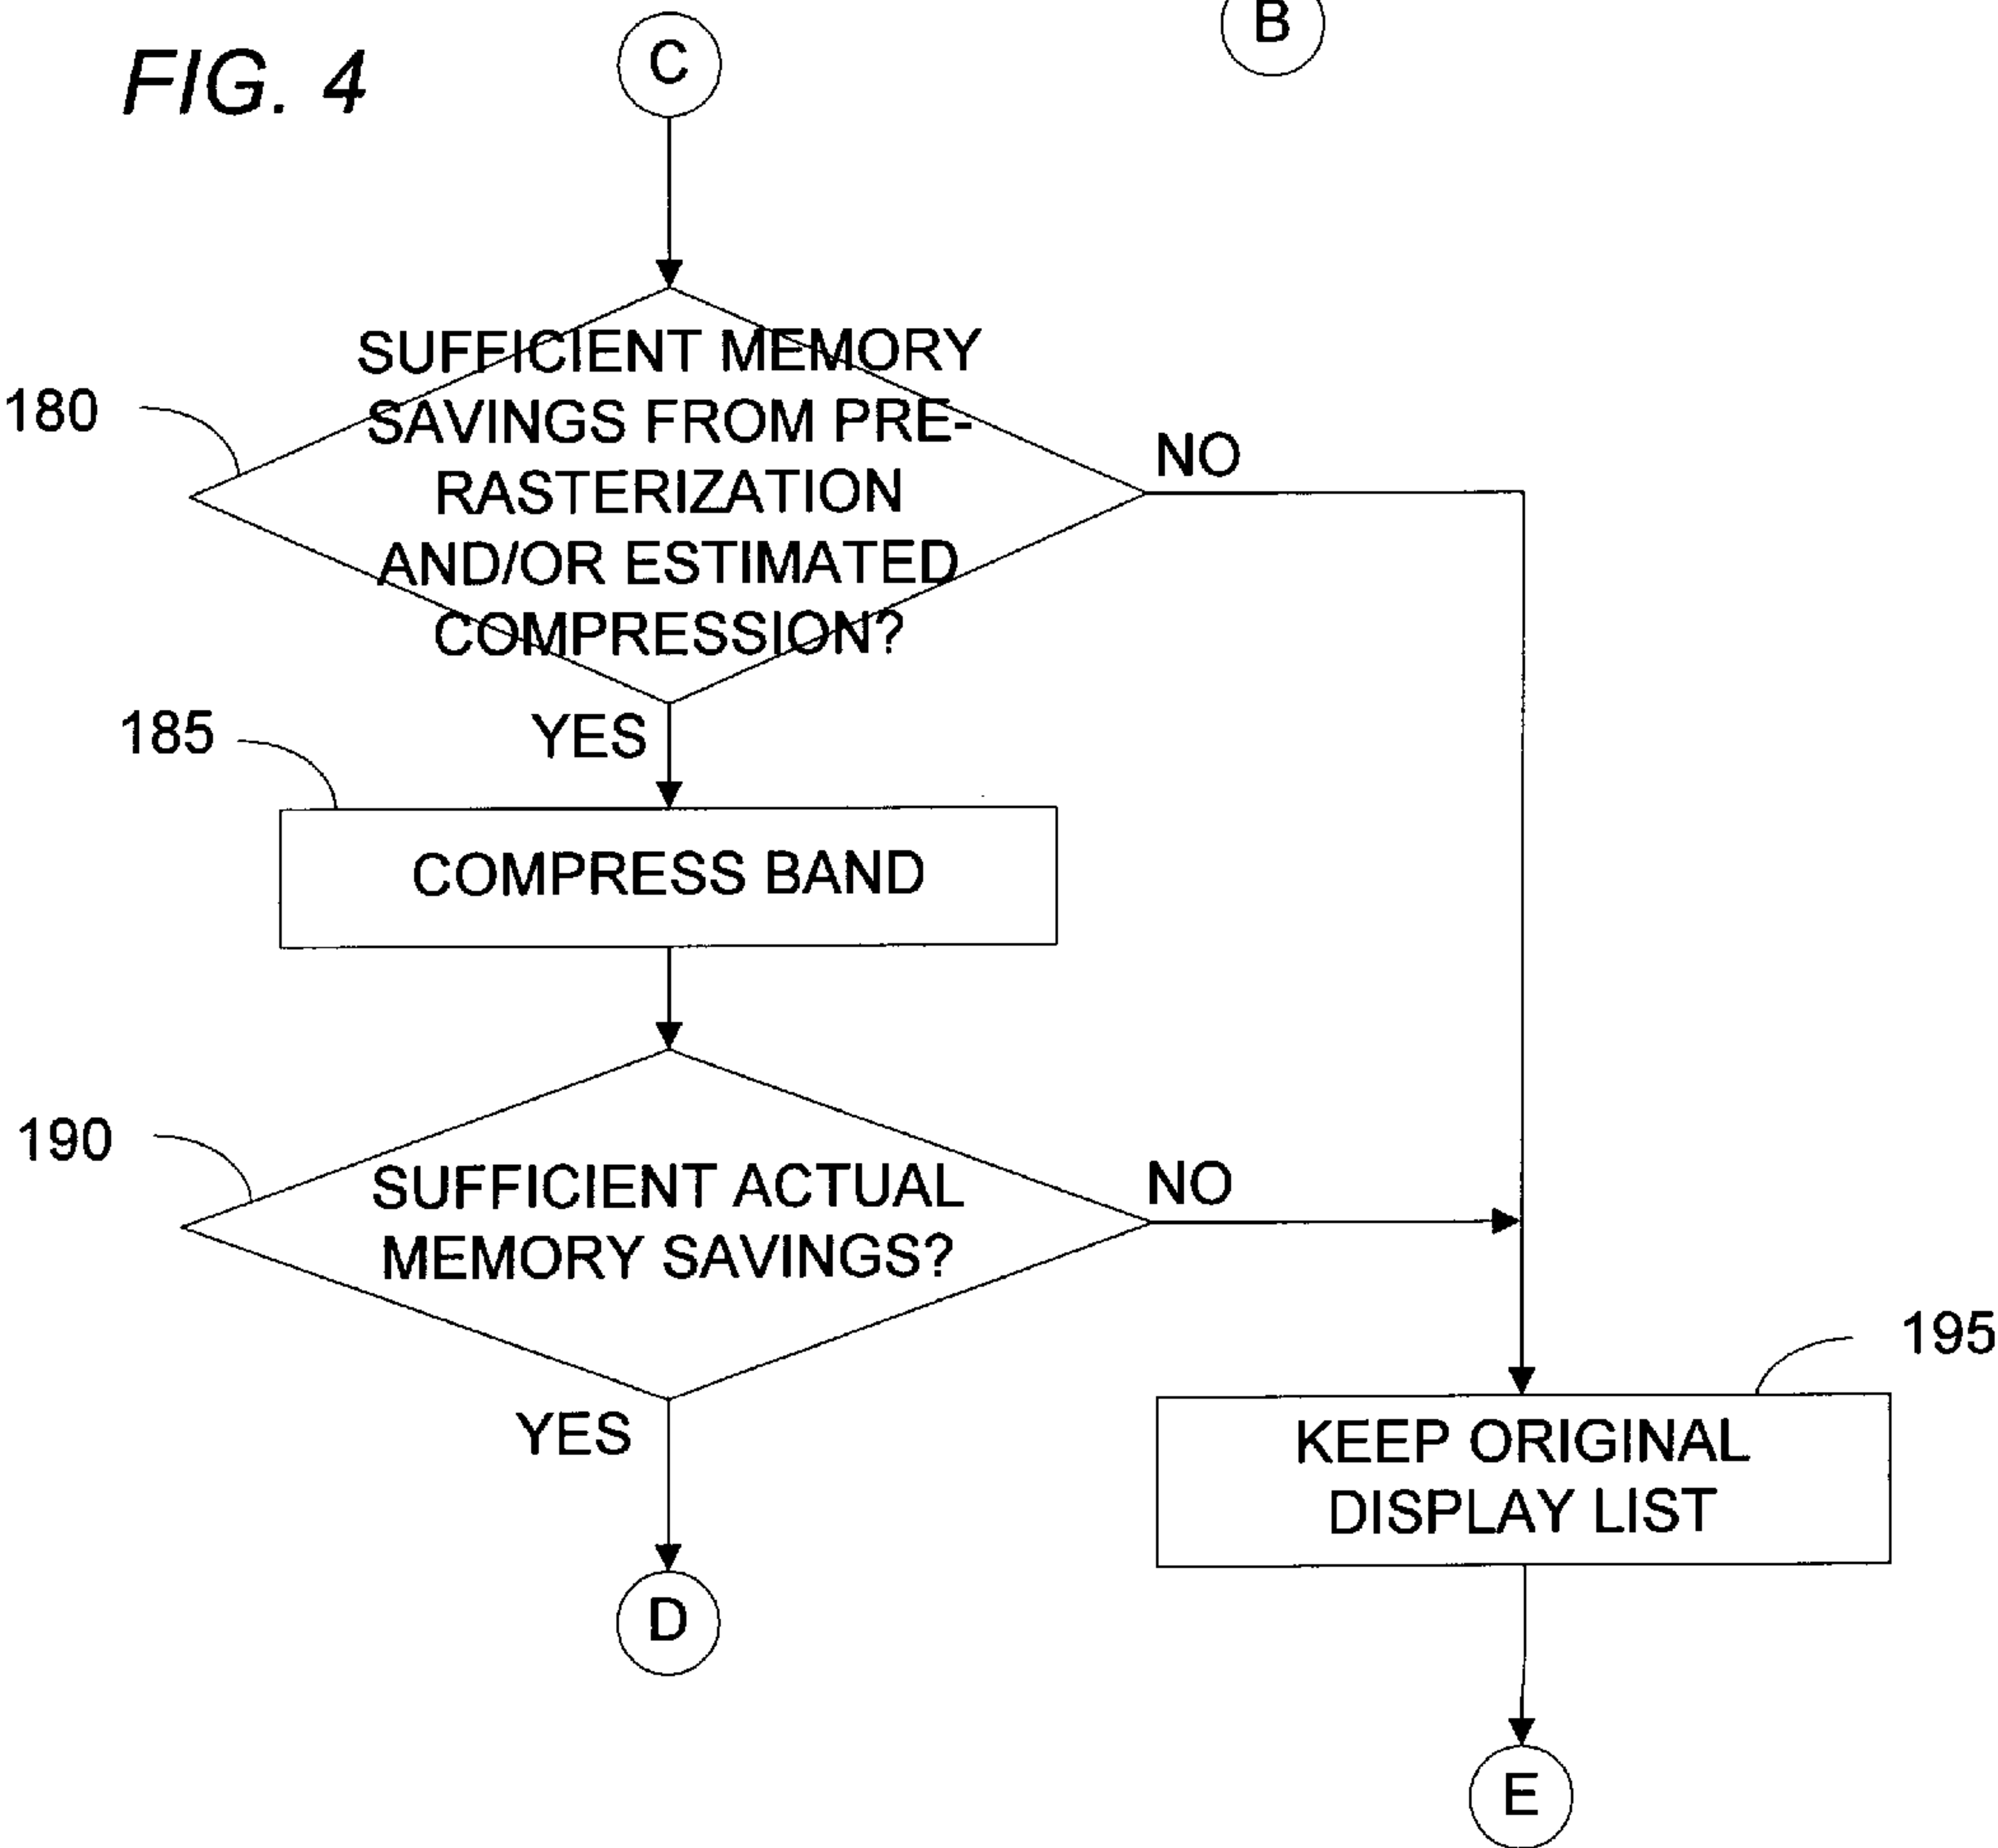 B
FIG. 4
C
SUFFICIENT MEMORY
SAVINGS FROM PRE-
RASTERIZATION
AND/OR ESTIMATED
COMPRESSION?
180
NO
YES
185
COMPRESS BAND
190
SUFFICIENT ACTUAL
MEMORY SAVINGS?
NO
YES
195
KEEP ORIGINAL
DISPLAY LIST
D
E